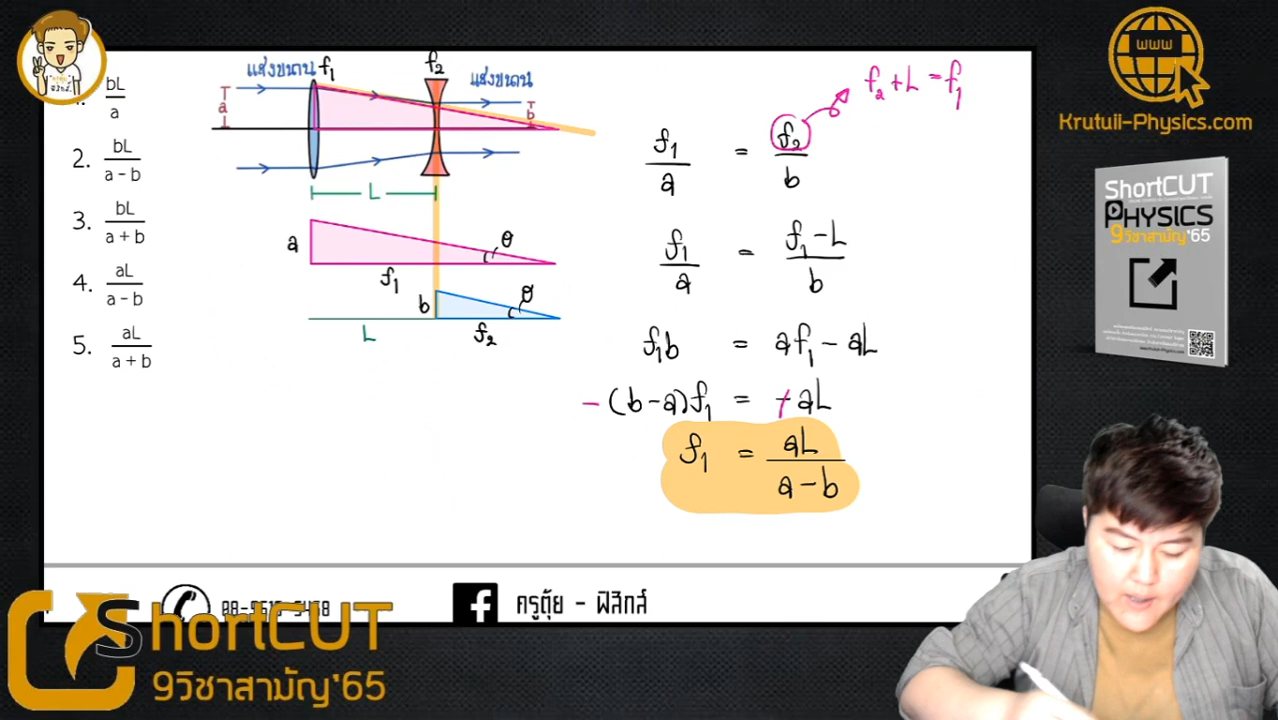 WWW
Krutuii-Physics.com
แสงขนาน f₁
f₂
แสงขนาน
a
b
L
a
θ
f₁
b
θ
L
f₂
bL
a
2. bL
a - b
3. bL
a + b
4. aL
a - b
5. aL
a + b
f₂ + L = f₁
f₁/a = f₂/b
f₁/a = f₁ - L/b
f₁b = af₁ - aL
- (b - a)f₁ = + aL
f₁ = aL/a - b
ShortCUT
PHYSICS
9วิชาสามัญ'65
ครูตุ้ย - ฟิสิกส์
ShortCUT
9วิชาสามัญ'65